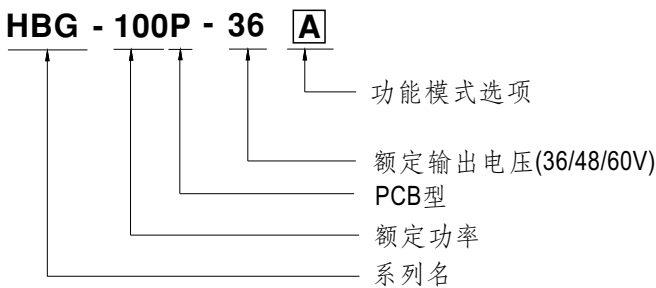 HBG - 100P - 36 A
功能模式选项
额定输出电压(36/48/60V)
PCB型
额定功率
系列名